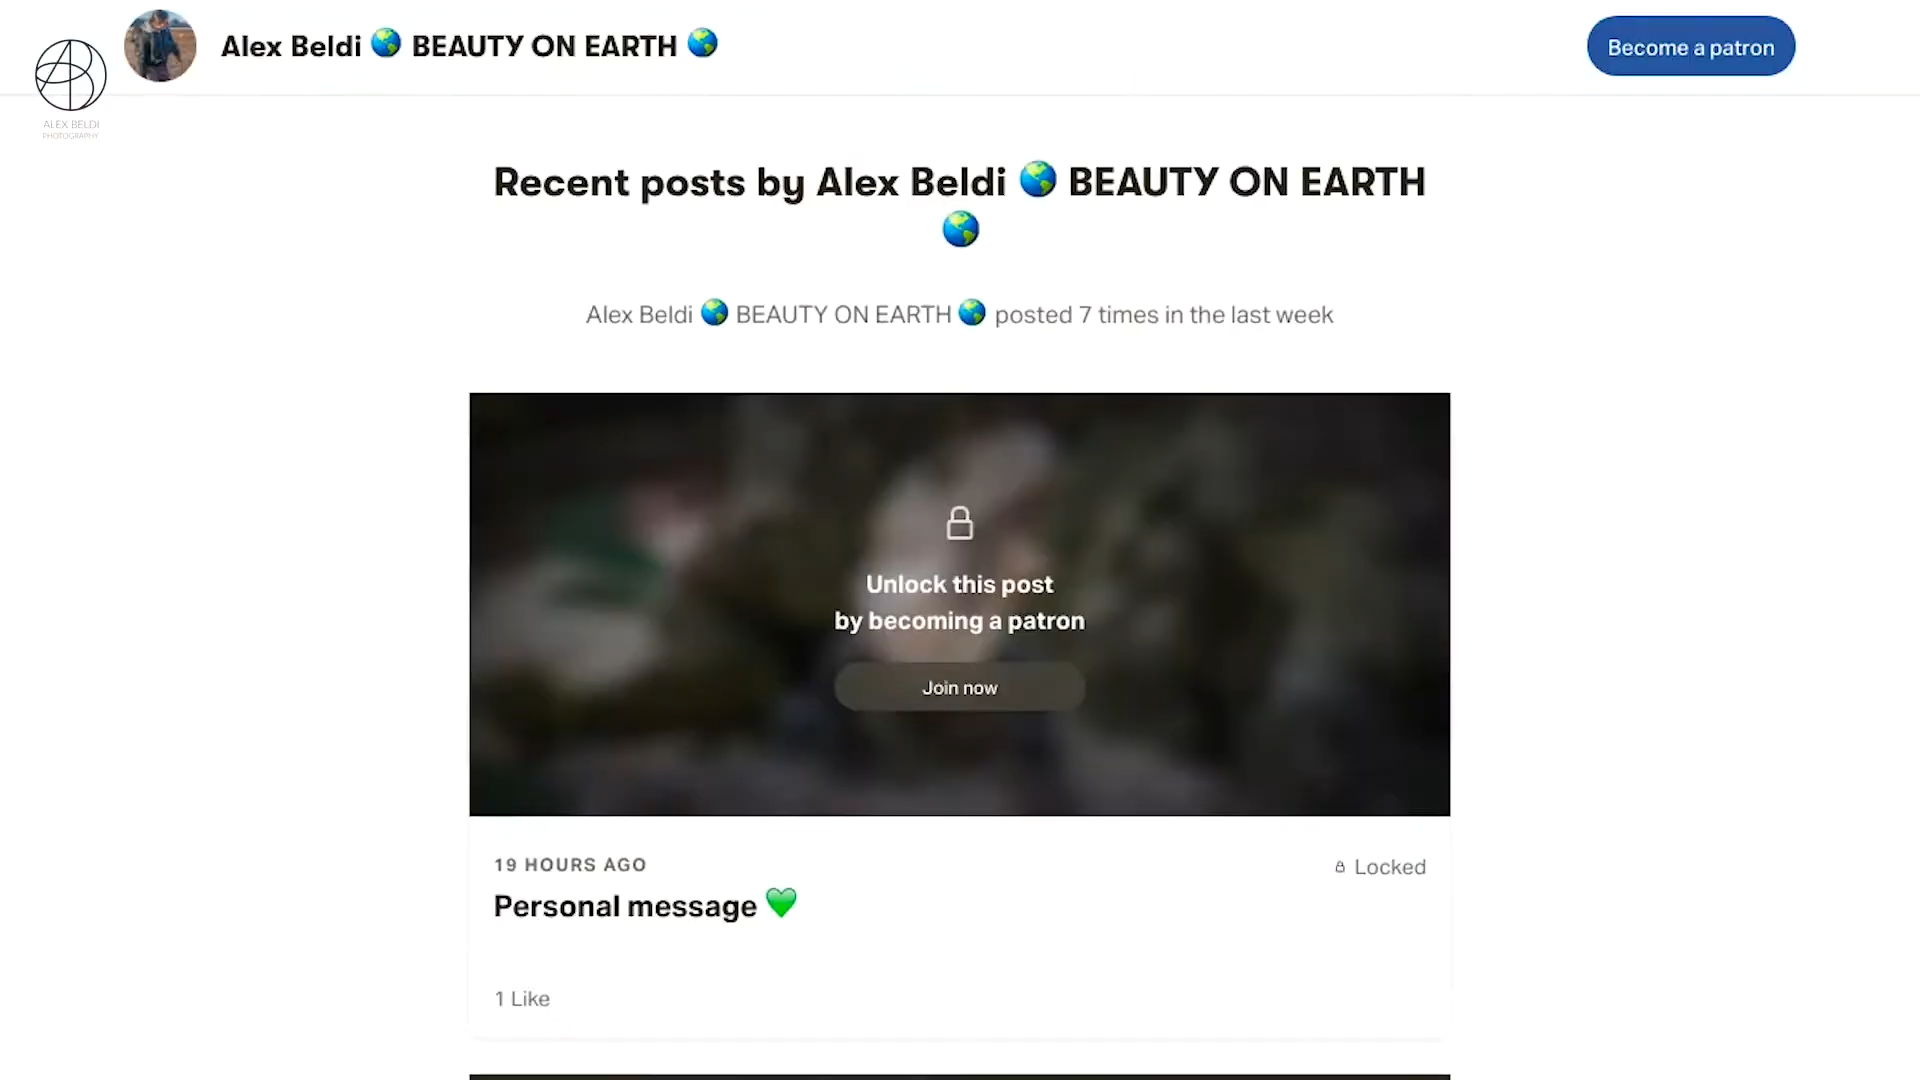 Alex Beldi 🌎 BEAUTY ON EARTH 🌎
Become a patron
ALEX BELDI
PHOTOGRAPHY
Recent posts by Alex Beldi 🌎 BEAUTY ON EARTH
🌎
Alex Beldi 🌎 BEAUTY ON EARTH 🌎 posted 7 times in the last week
Unlock this post
by becoming a patron
Join now
19 HOURS AGO
Locked
Personal message 💚
1 Like